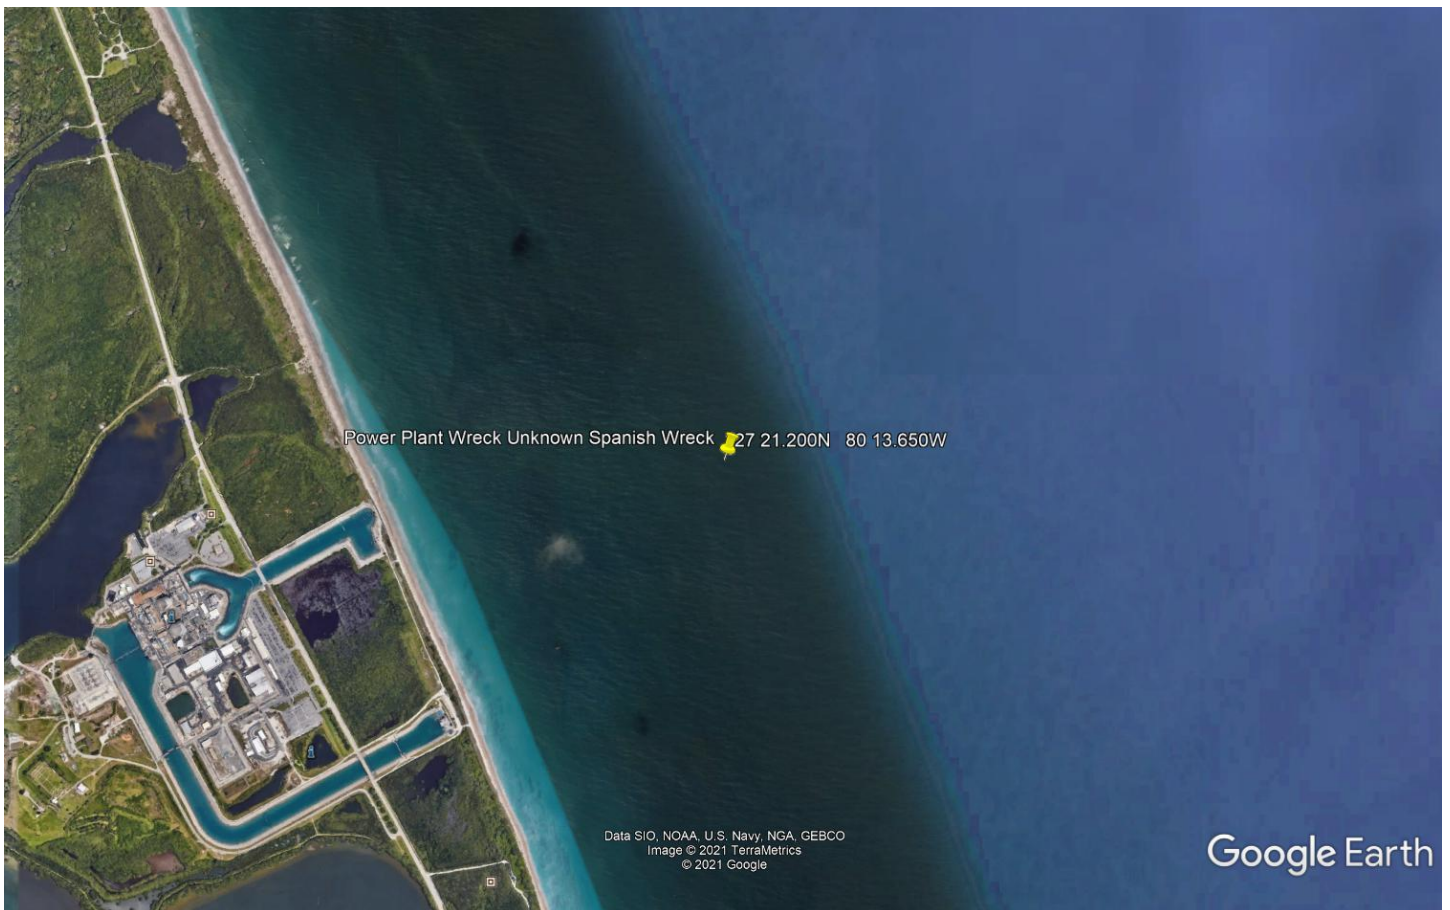 Power Plant Wreck Unknown Spanish Wreck 27 21.200N 80 13.650W
Data SIO, NOAA, U.S. Navy, NGA, GEBCO
Image © 2021 TerraMetrics
© 2021 Google
Google Earth